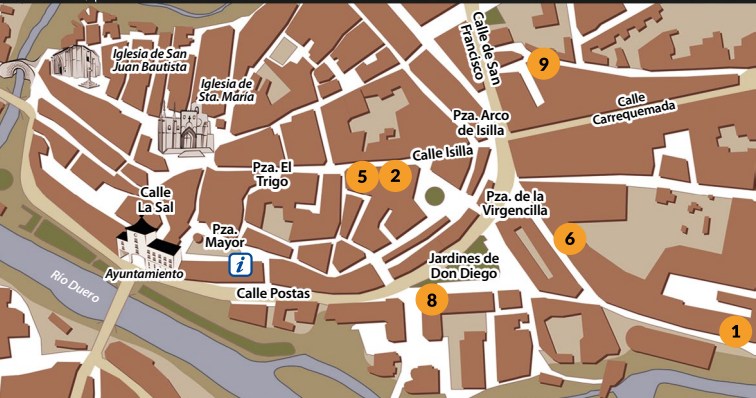 Iglesia de San
Juan Bautista
Iglesia de
Sta. María
Calle de San
Francisco
9
Calle
Carrequemada
Pza. Arco
de Isilla
Calle Isilla
Pza. El
Trigo
5
2
Calle
La Sal
Pza. de la
Virgencilla
Pza.
Mayor
6
i
Ayuntamiento
Jardines de
Don Diego
Río Duero
Calle Postas
8
1